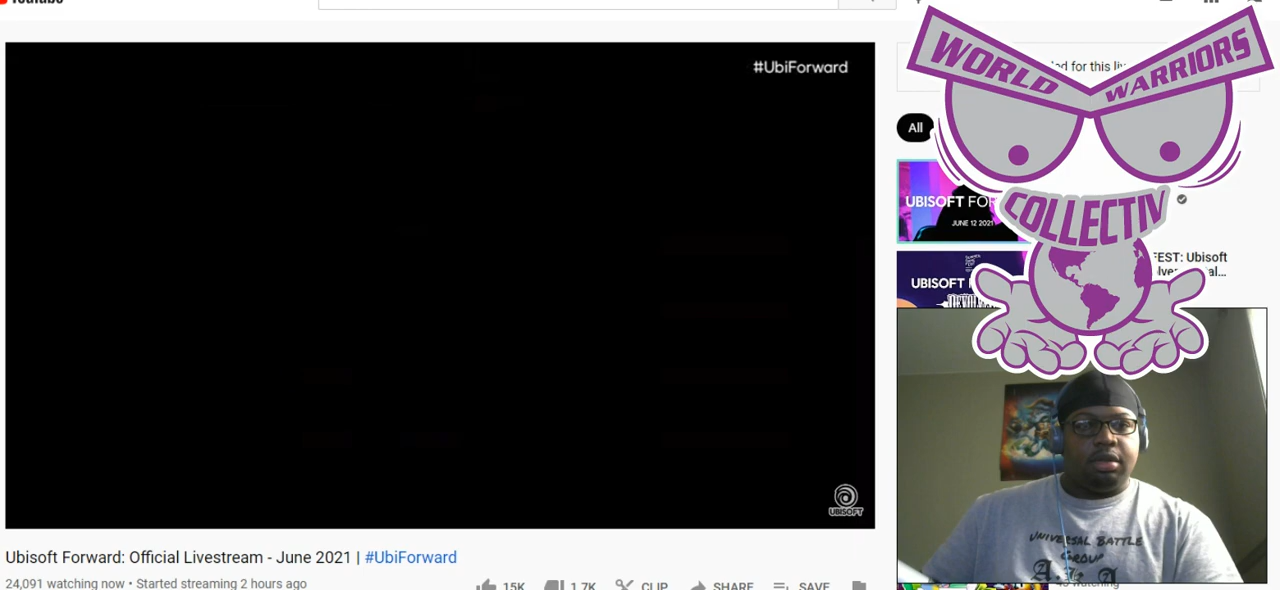 #UbiForward
UBISOFT
Ubisoft Forward: Official Livestream - June 2021 | #UbiForward
24,091 watching now • Started streaming 2 hours ago
15K
1.7K
CLIP
SHARE
SAVE
WORLD
WARRIORS
COLLECTIV
for this
All
UBISOFT FOR
JUNE 12 2021
UBISOFT
FEST: Ubisoft
UNIVERSAL BATTLE
GROUP
A.K.A